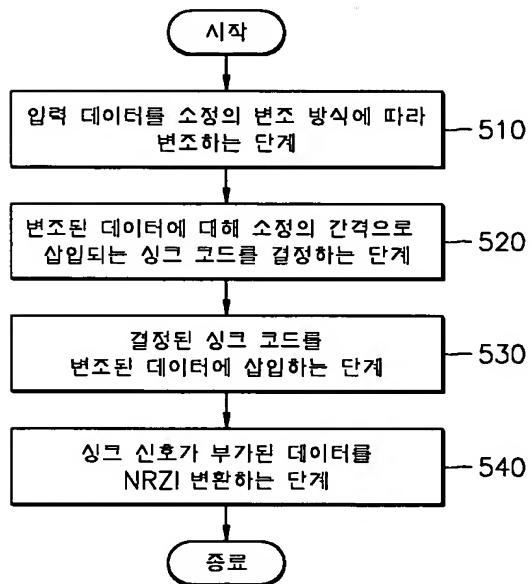 시작
입력 데이터를 소정의 변조 방식에 따라
변조하는 단계
510
변조된 데이터에 대해 소정의 간격으로
삽입되는 싱크 코드를 결정하는 단계
520
결정된 싱크 코드를
변조된 데이터에 삽입하는 단계
530
싱크 신호가 부가된 데이터를
NRZI 변환하는 단계
540
종료